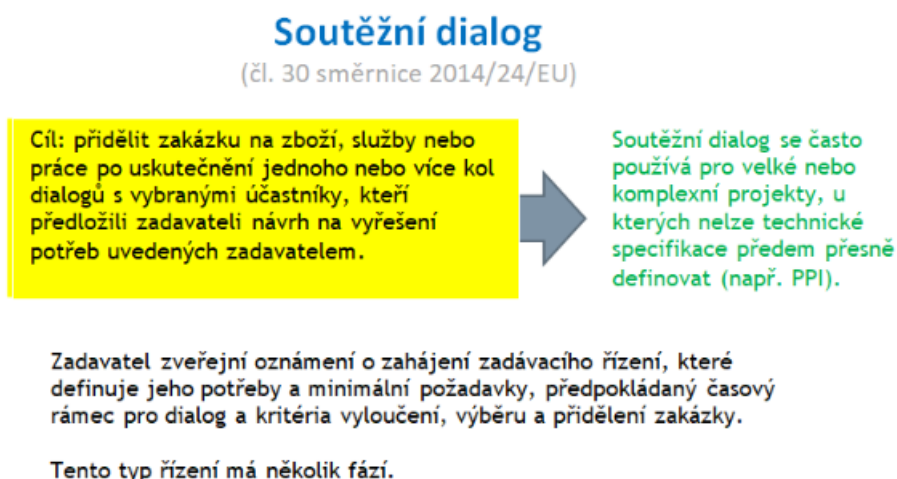 Soutěžní dialog
(čl. 30 směrnice 2014/24/EU)
Cíl: přidělit zakázku na zboží, služby nebo
práce po uskutečnění jednoho nebo více kol
dialogů s vybranými účastníky, kteří
předložili zadavateli návrh na vyřešení
potřeb uvedených zadavatelem.
Soutěžní dialog se často
používá pro velké nebo
komplexní projekty, u
kterých nelze technické
specifikace předem přesně
definovat (např. PPI).
Zadavatel zveřejní oznámení o zahájení zadávacího řízení, které
definuje jeho potřeby a minimální požadavky, předpokládaný časový
rámec pro dialog a kritéria vyloučení, výběru a přidělení zakázky.
Tento typ řízení má několik fází.